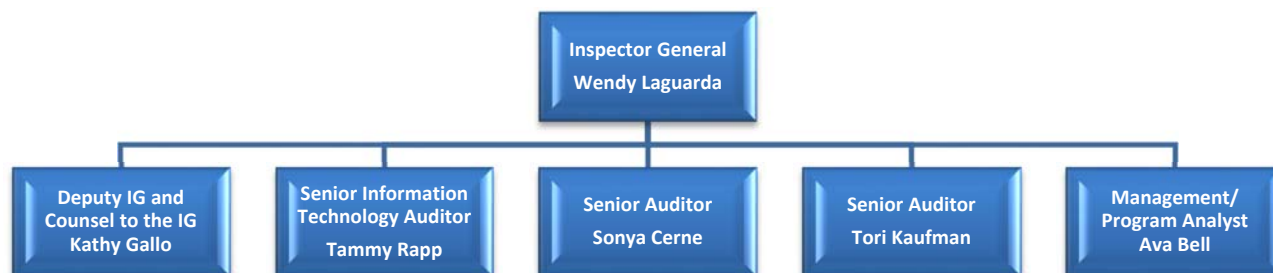 Inspector General
Wendy Laguarda
Deputy IG and
Counsel to the IG
Kathy Gallo
Senior Information
Technology Auditor
Tammy Rapp
Senior Auditor
Sonya Cerne
Senior Auditor
Tori Kaufman
Management/
Program Analyst
Ava Bell